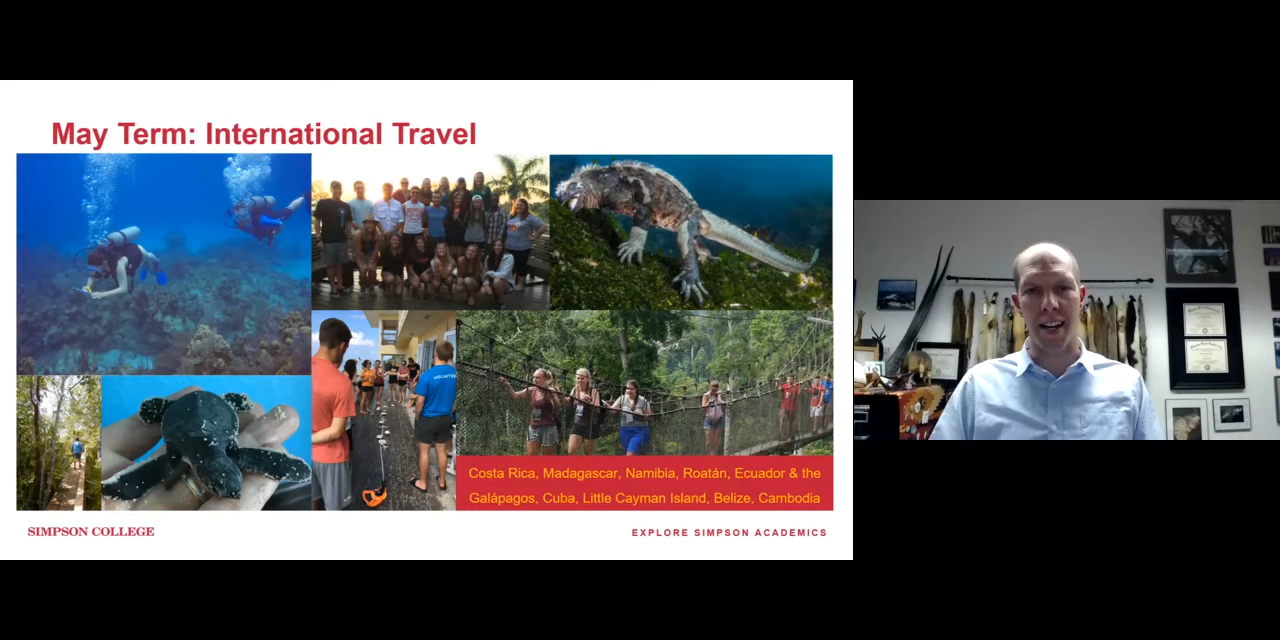 May Term: International Travel
VOLUNTEER
Costa Rica, Madagascar, Namibia, Roatán, Ecuador & the
Galápagos, Cuba, Little Cayman Island, Belize, Cambodia
SIMPSON COLLEGE
EXPLORE SIMPSON ACADEMICS